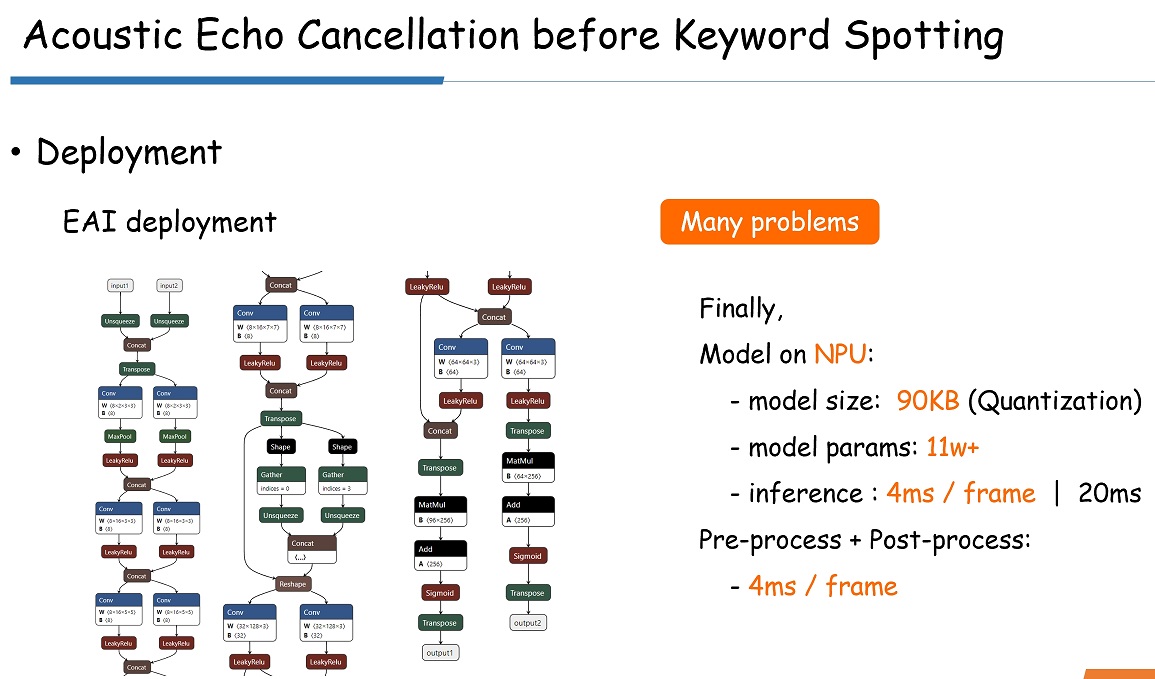 Acoustic Echo Cancellation before Keyword Spotting
• Deployment
EAI deployment
Many problems
input1
input2
Unsqueeze
Unsqueeze
Concat
Transpose
Conv
W ⟨8×2×3×3⟩
B ⟨8⟩
Conv
W ⟨8×2×3×3⟩
B ⟨8⟩
MaxPool
MaxPool
LeakyRelu
LeakyRelu
Concat
Conv
W ⟨8×16×3×3⟩
B ⟨8⟩
Conv
W ⟨8×16×3×3⟩
B ⟨8⟩
LeakyRelu
LeakyRelu
Concat
Conv
W ⟨8×16×5×5⟩
B ⟨8⟩
Conv
W ⟨8×16×5×5⟩
B ⟨8⟩
LeakyRelu
LeakyRelu
Concat
Concat
Conv
W ⟨8×16×7×7⟩
B ⟨8⟩
Conv
W ⟨8×16×7×7⟩
B ⟨8⟩
LeakyRelu
LeakyRelu
Concat
Transpose
Shape
Shape
Gather
indices = 0
Gather
indices = 3
Unsqueeze
Unsqueeze
Concat
⟨...⟩
Reshape
Conv
W ⟨32×128×3⟩
B ⟨32⟩
Conv
W ⟨32×128×3⟩
B ⟨32⟩
LeakyRelu
LeakyRelu
LeakyRelu
LeakyRelu
Concat
Conv
W ⟨64×64×3⟩
B ⟨64⟩
Conv
W ⟨64×64×3⟩
B ⟨64⟩
LeakyRelu
LeakyRelu
Concat
Transpose
Transpose
MatMul
B ⟨64×256⟩
MatMul
B ⟨96×256⟩
Add
A ⟨256⟩
Add
A ⟨256⟩
Sigmoid
Sigmoid
Transpose
Transpose
output2
output1
Finally,
Model on NPU:
- model size: 90KB (Quantization)
- model params: 11w+
- inference : 4ms / frame | 20ms
Pre-process + Post-process:
- 4ms / frame